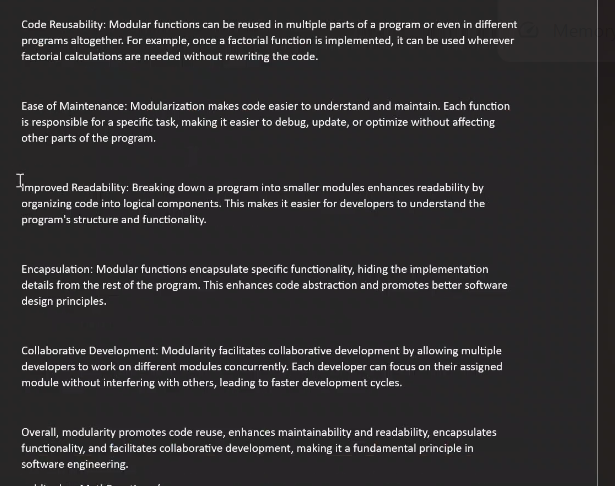 Code Reusability: Modular functions can be reused in multiple parts of a program or even in different
programs altogether. For example, once a factorial function is implemented, it can be used wherever
factorial calculations are needed without rewriting the code.
Ease of Maintenance: Modularization makes code easier to understand and maintain. Each function
is responsible for a specific task, making it easier to debug, update, or optimize without affecting
other parts of the program.
Improved Readability: Breaking down a program into smaller modules enhances readability by
organizing code into logical components. This makes it easier for developers to understand the
program's structure and functionality.
Encapsulation: Modular functions encapsulate specific functionality, hiding the implementation
details from the rest of the program. This enhances code abstraction and promotes better software
design principles.
Collaborative Development: Modularity facilitates collaborative development by allowing multiple
developers to work on different modules concurrently. Each developer can focus on their assigned
module without interfering with others, leading to faster development cycles.
Overall, modularity promotes code reuse, enhances maintainability and readability, encapsulates
functionality, and facilitates collaborative development, making it a fundamental principle in
software engineering.